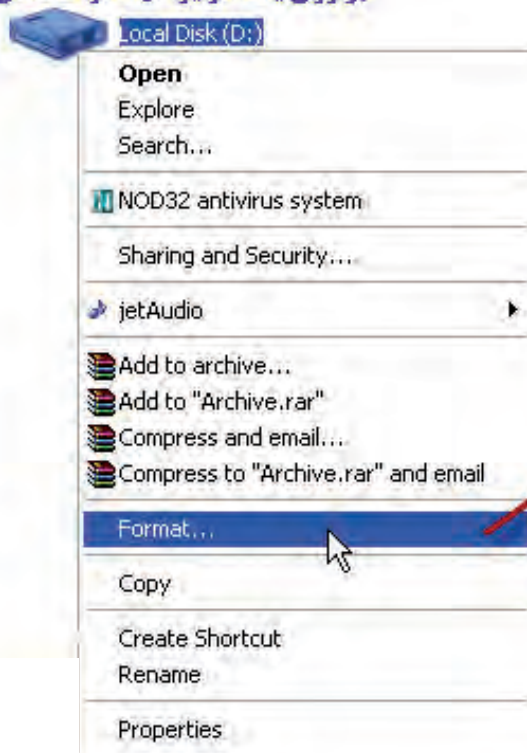 Local Disk (D:)
Open
Explore
Search...
NOD32 antivirus system
Sharing and Security...
jetAudio
Add to archive...
Add to "Archive.rar"
Compress and email...
Compress to "Archive.rar" and email
Format...
Copy
Create Shortcut
Rename
Properties